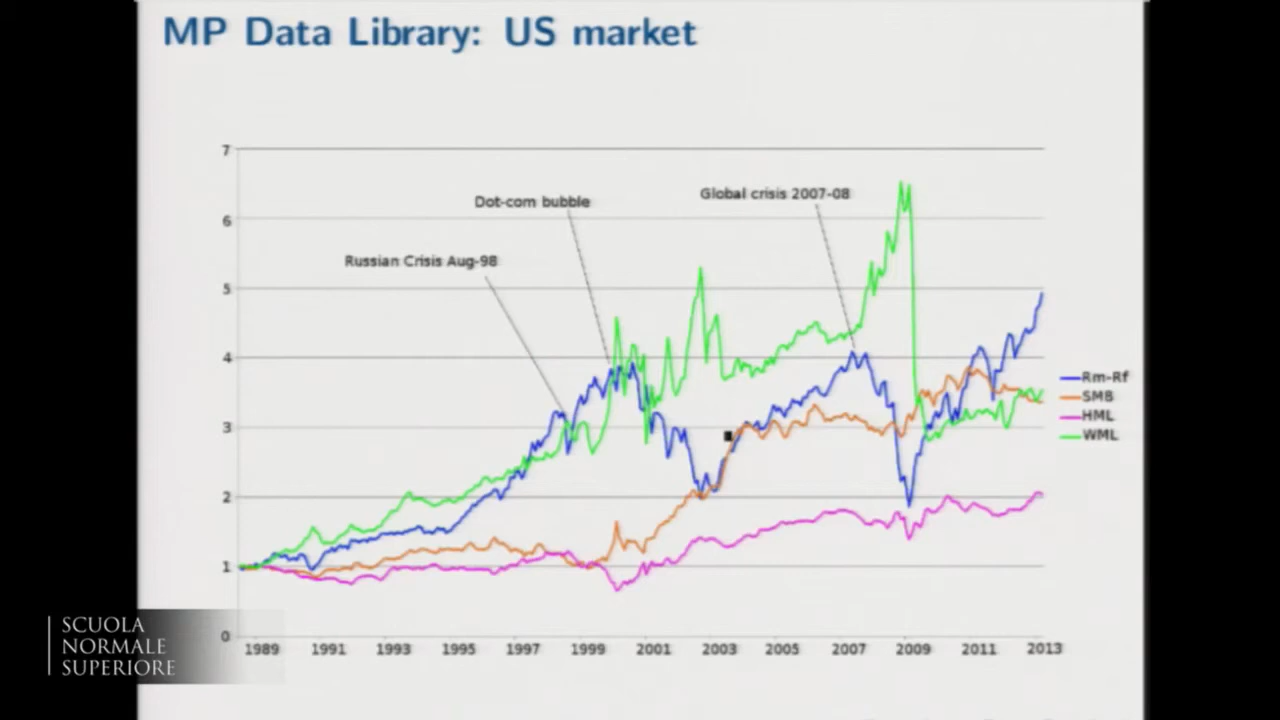 MP Data Library: US market
7
Global crisis 2007-08
Dot-com bubble
6
Russian Crisis Aug-98
5
4
Rm-Rf
SMB
HML
WML
3
2
1
0
1989 1991 1993 1995 1997 1999 2001 2003 2005 2007 2009 2011 2013
SCUOLA
NORMALE
SUPERIORE